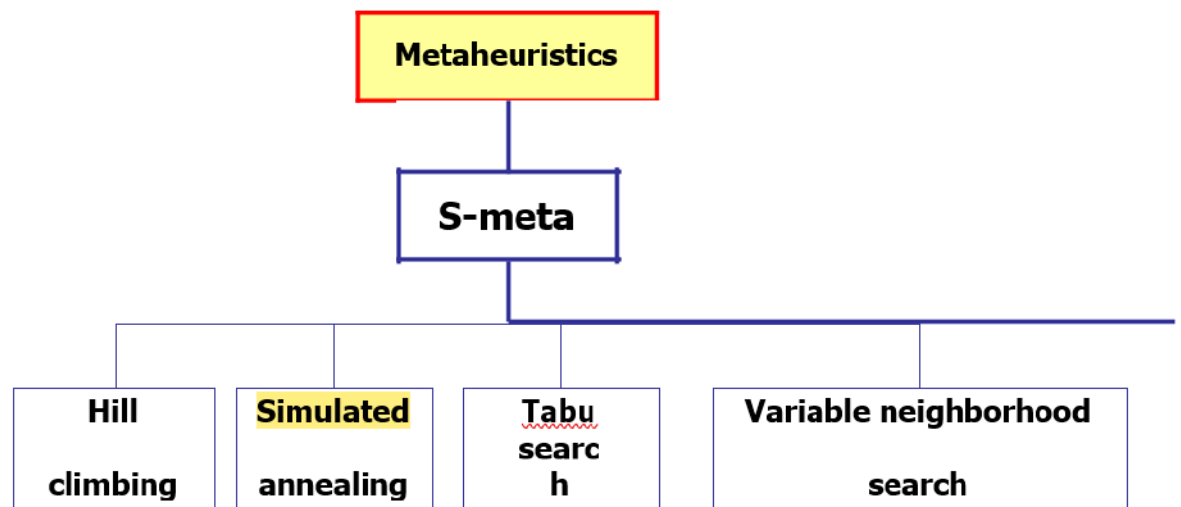 Metaheuristics
S-meta
Hill
climbing
Simulated
annealing
Tabu
searc
h
Variable neighborhood
search